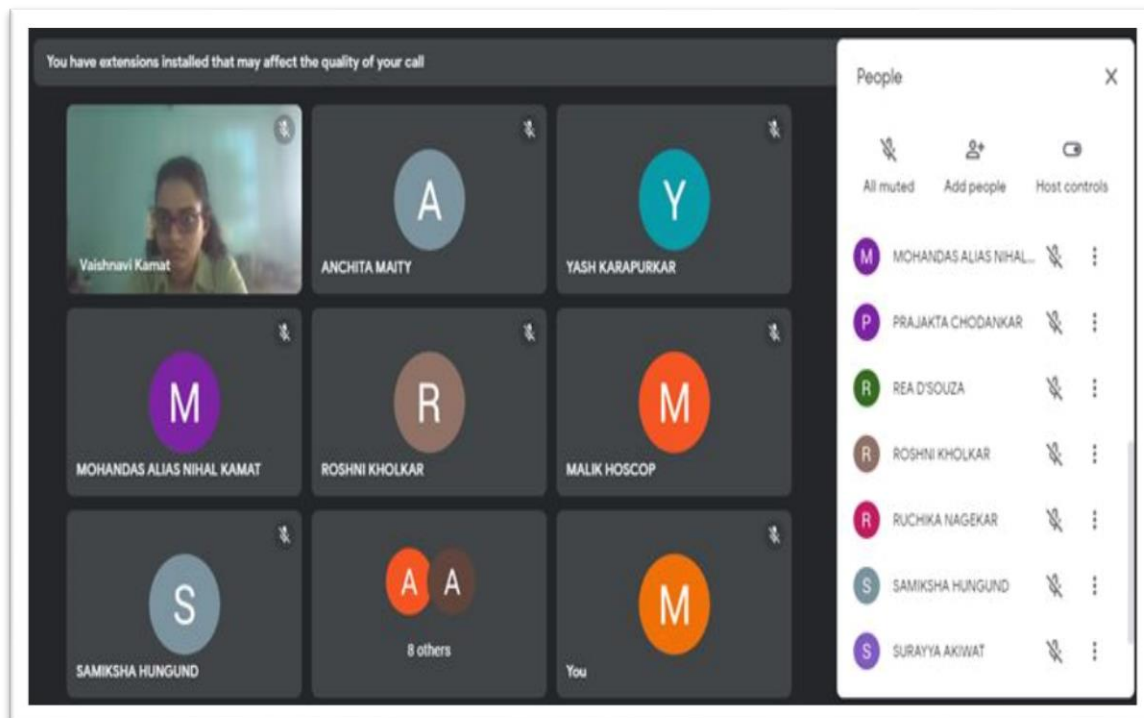 You have extensions installed that may affect the quality of your call
Vaishnavi Kamat
A
ANCHITA MAITY
Y
YASH KARAPURKAR
M
MOHANDAS ALIAS NIHAL KAMAT
R
ROSHNI KHOLKAR
M
MALIK HOSCOP
S
SAMIKSHA HUNGUND
A A
8 others
M
You
People
All muted Add people Host controls
M MOHANDAS ALIAS NIHAL...
P PRAJAKTA CHODANKAR
R REA D'SOUZA
R ROSHNI KHOLKAR
R RUCHIKA NAGEKAR
S SAMIKSHA HUNGUND
S SURAYYA AKIWAT